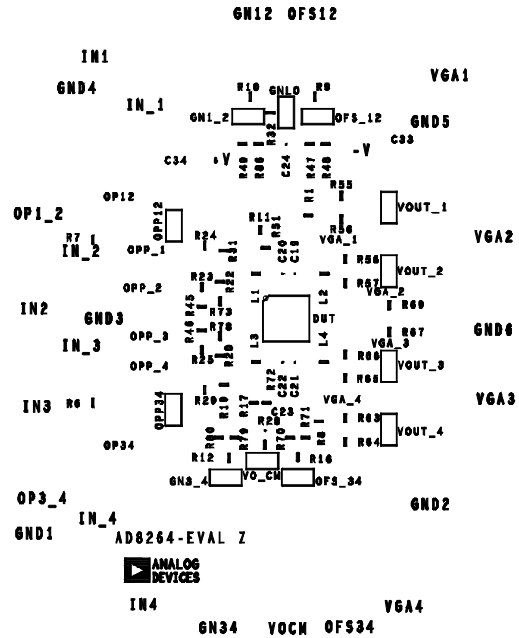 GN12 OFS12
IN1
VGA1
GND4
R10
GNLO
R9
IN_1
GN1_2
R32
OFS_12
GND5
C33
C34
+V
R49
R86
C24
R47
R48
-V
OP12
R1
R55
OP1_2
OPP12
VOUT_1
R7
R24
R11
R51
R56
VGA_1
VGA2
IN_2
OPP_1
R31
C20
C19
R56
VOUT_2
R23
R22
L1
L2
R57
OPP_2
VGA_2
IN2
R45
R73
R69
GND3
DUT
R46
R78
R67
GND6
IN_3
OPP_3
L3
L4
VGA_3
R25
R20
R66
VOUT_3
OPP_4
R72
C22
C21
R65
IN3
R6
OPP34
R29
R19
R17
C23
VGA_4
VGA3
R28
R71
R63
R8
VOUT_4
OP34
R80
R79
R70
R64
R12
R16
GN3_4
VO_CM
OFS_34
OP3_4
GND2
IN_4
GND1
AD8264-EVAL Z
ANALOG
DEVICES
IN4
VGA4
GN34 VOCM OFS34